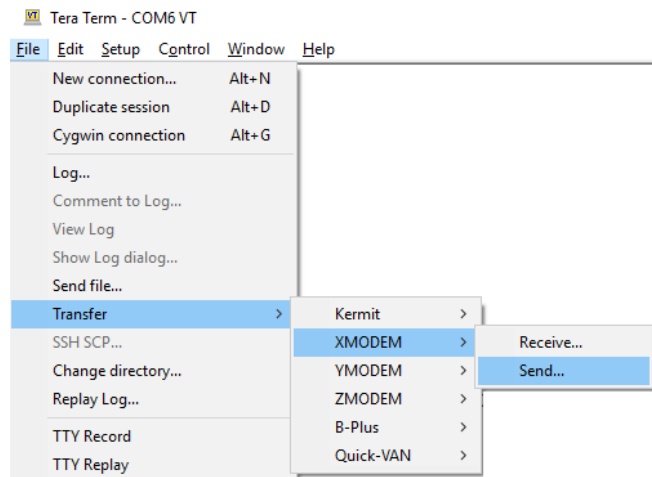 VT Tera Term - COM6 VT
File Edit Setup Control Window Help
New connection... Alt+N
Duplicate session Alt+D
Cygwin connection Alt+G
Log...
Comment to Log...
View Log
Show Log dialog...
Send file...
Transfer >
SSH SCP...
Change directory...
Replay Log...
TTY Record
TTY Replay
Kermit >
XMODEM >
YMODEM >
ZMODEM >
B-Plus >
Quick-VAN >
Receive...
Send...